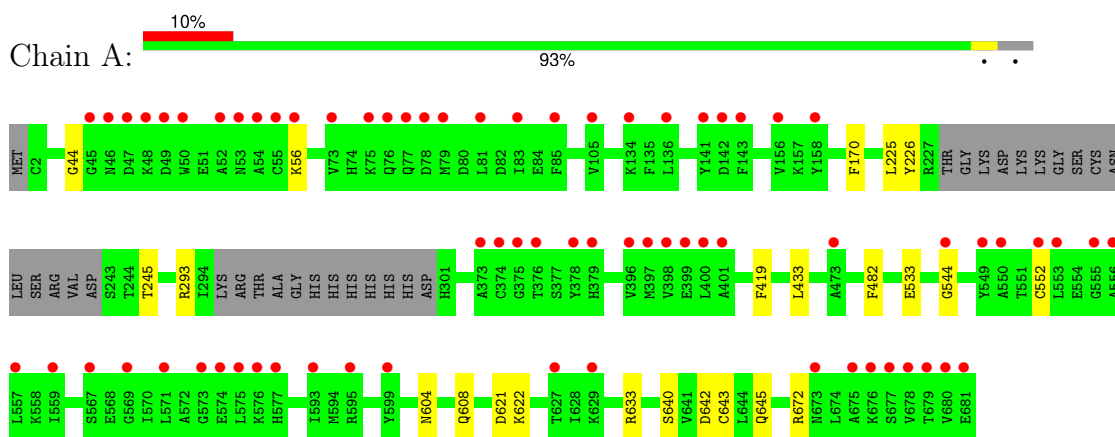 10%
Chain A:
93%
MET C2 G44 G45 N46 D47 K48 D49 W50 E51 A52 N53 A54 C55 K56 V73 H74 K75 Q76 Q77 D78 M79 D80 L81 D82 I83 E84 F85 V105 K134 F135 L136 Y141 D142 F143 V156 K157 Y158 F170 L225 Y226 R227 THR GLY LYS ASP LYS LYS GLY SER CYS ASN
LEU SER ARG VAL ASP S243 T244 T245 R293 I294 LYS ARG THR ALA GLY HIS HIS HIS HIS HIS HIS ASP H301 A373 C374 G375 T376 S377 Y378 H379 V396 M397 V398 E399 L400 A401 F419 L433 A473 F482 E533 G544 Y549 A550 T551 C552 L553 E554 G555 A556
L557 K558 I559 S567 E568 G569 I570 L571 A572 G573 E574 L575 K576 H577 I593 M594 R595 Y599 N604 Q608 D621 K622 T627 I628 K629 R633 S640 V641 D642 C643 L644 Q645 R672 N673 L674 A675 K676 S677 V678 T679 V680 E681